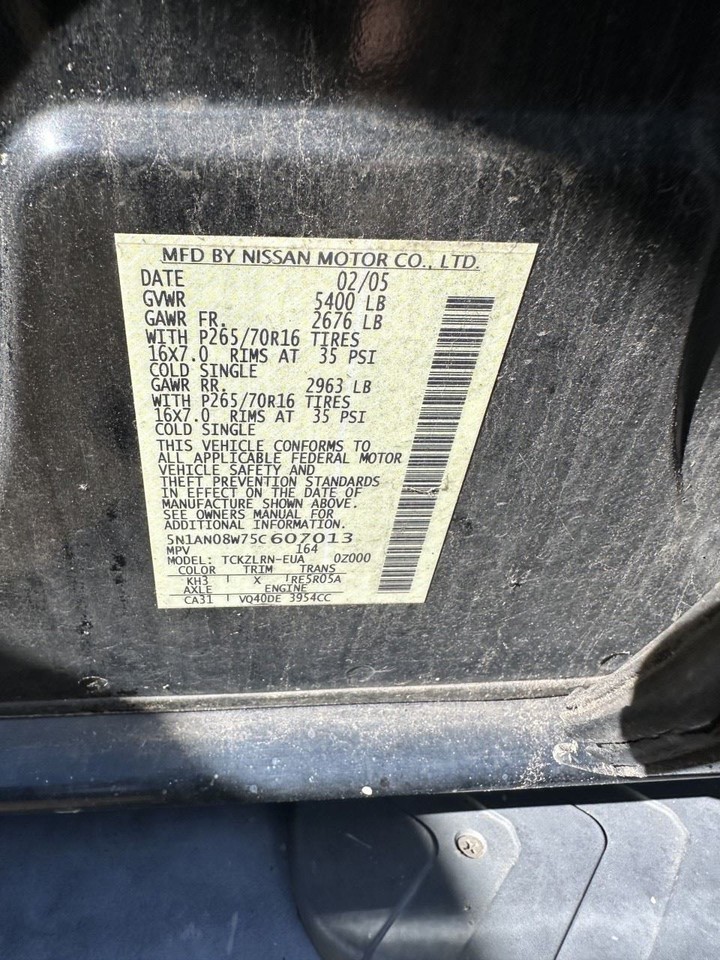 MFD BY NISSAN MOTOR CO., LTD.
DATE 02/05
GVWR 5400 LB
GAWR FR. 2676 LB
WITH P265/70R16 TIRES
16X7.0 RIMS AT 35 PSI
COLD SINGLE
GAWR RR. 2963 LB
WITH P265/70R16 TIRES
16X7.0 RIMS AT 35 PSI
COLD SINGLE
THIS VEHICLE CONFORMS TO
ALL APPLICABLE FEDERAL MOTOR
VEHICLE SAFETY AND
THEFT PREVENTION STANDARDS
IN EFFECT ON THE DATE OF
MANUFACTURE SHOWN ABOVE.
SEE OWNERS MANUAL FOR
ADDITIONAL INFORMATION.
5N1AN08W75C607013
MPV 164
MODEL: TCKZLRN-EUA 0Z000
COLOR TRIM TRANS
KH3 X RE5R05A
AXLE ENGINE
CA31 VQ40DE 3954CC